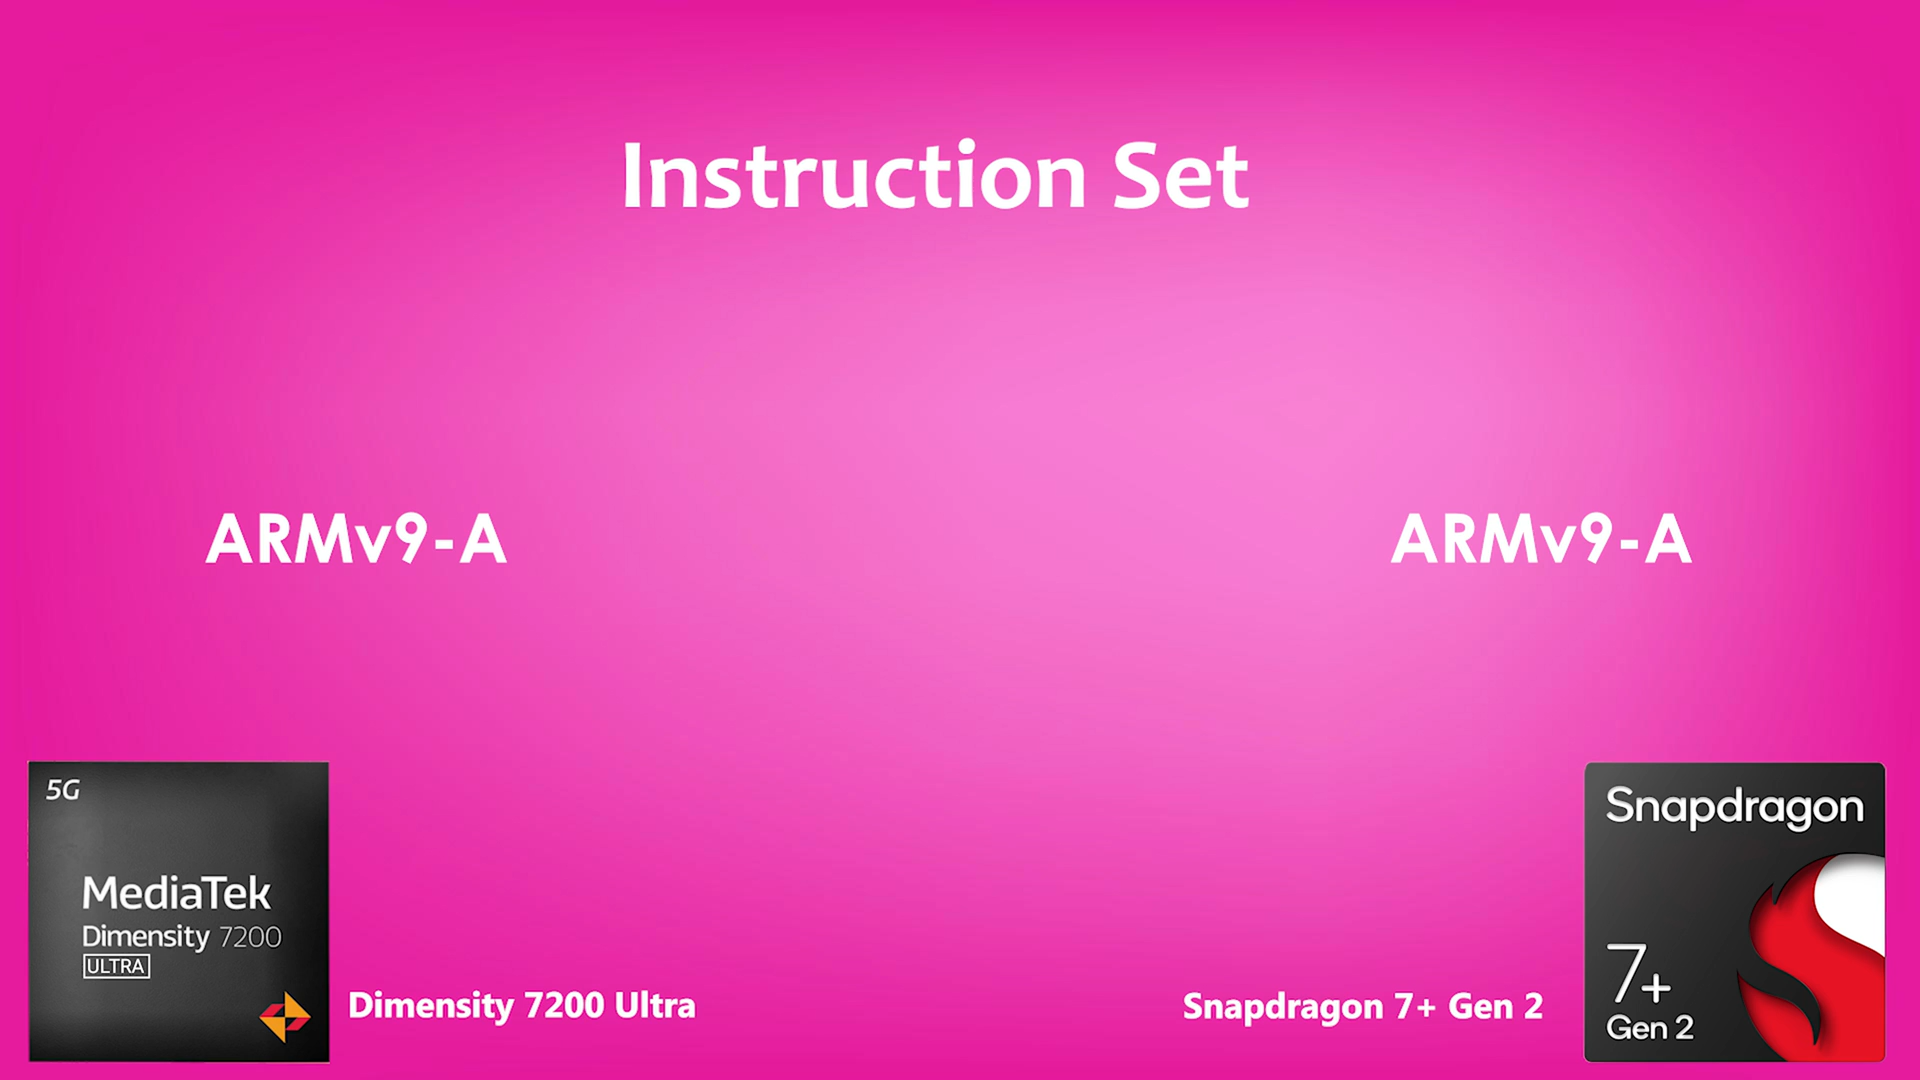 Instruction Set
ARMv9-A
ARMv9-A
5G
MediaTek
Dimensity 7200
ULTRA
Dimensity 7200 Ultra
Snapdragon 7+ Gen 2
Snapdragon
7+
Gen 2